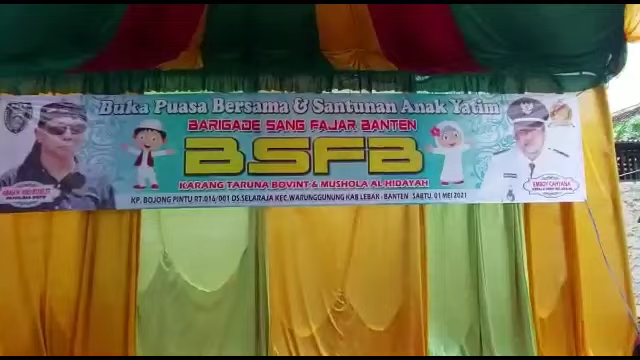 Buka Puasa Bersama & Santunan Anak Yatim
BARIGADE SANG FAJAR BANTEN
BSFB
KARANG TARUNA BOVINT & MUSHOLA AL HIDAYAH
KP. BOJONG PINTU RT.016/001 DS.SELARAJA KEC.WARUNGGUNUNG KAB LEBAK - BANTEN SABTU, 01 MEI 2021